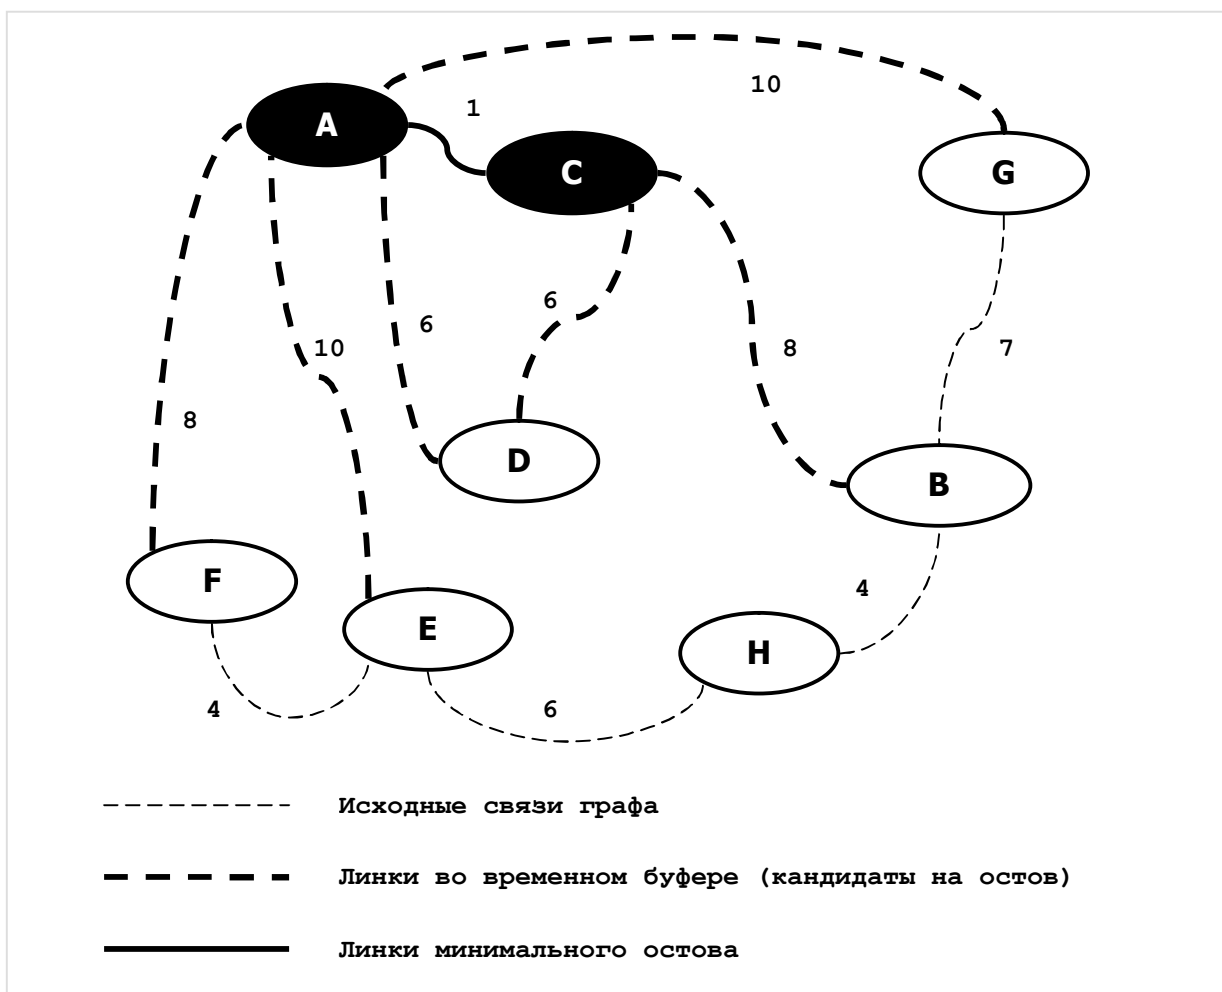 10
1
A
C
G
6
6
10
8
7
8
D
B
F
4
E
H
4
6
Исходные связи графа
Линки во временном буфере (кандидаты на остов)
Линки минимального остова